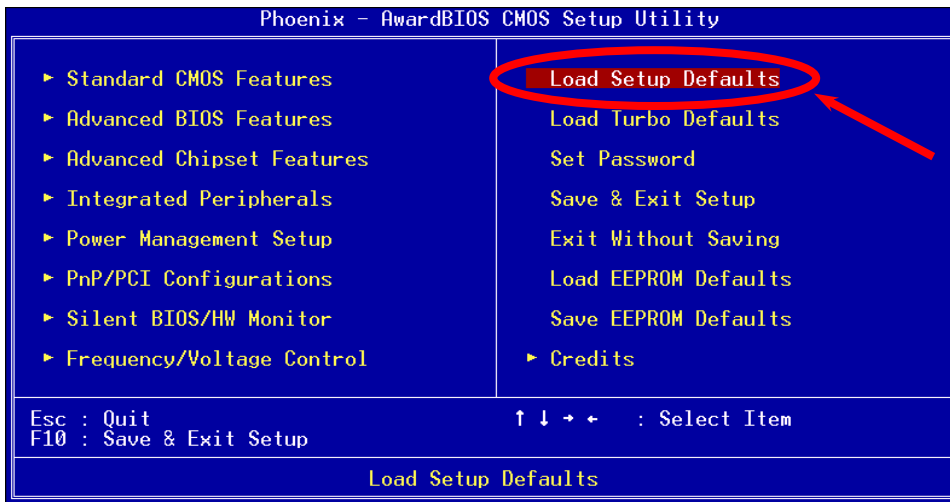 Phoenix - AwardBIOS CMOS Setup Utility
► Standard CMOS Features
► Advanced BIOS Features
► Advanced Chipset Features
► Integrated Peripherals
► Power Management Setup
► PnP/PCI Configurations
► Silent BIOS/HW Monitor
► Frequency/Voltage Control
Load Setup Defaults
Load Turbo Defaults
Set Password
Save & Exit Setup
Exit Without Saving
Load EEPROM Defaults
Save EEPROM Defaults
► Credits
Esc : Quit
F10 : Save & Exit Setup
↑ ↓ → ← : Select Item
Load Setup Defaults